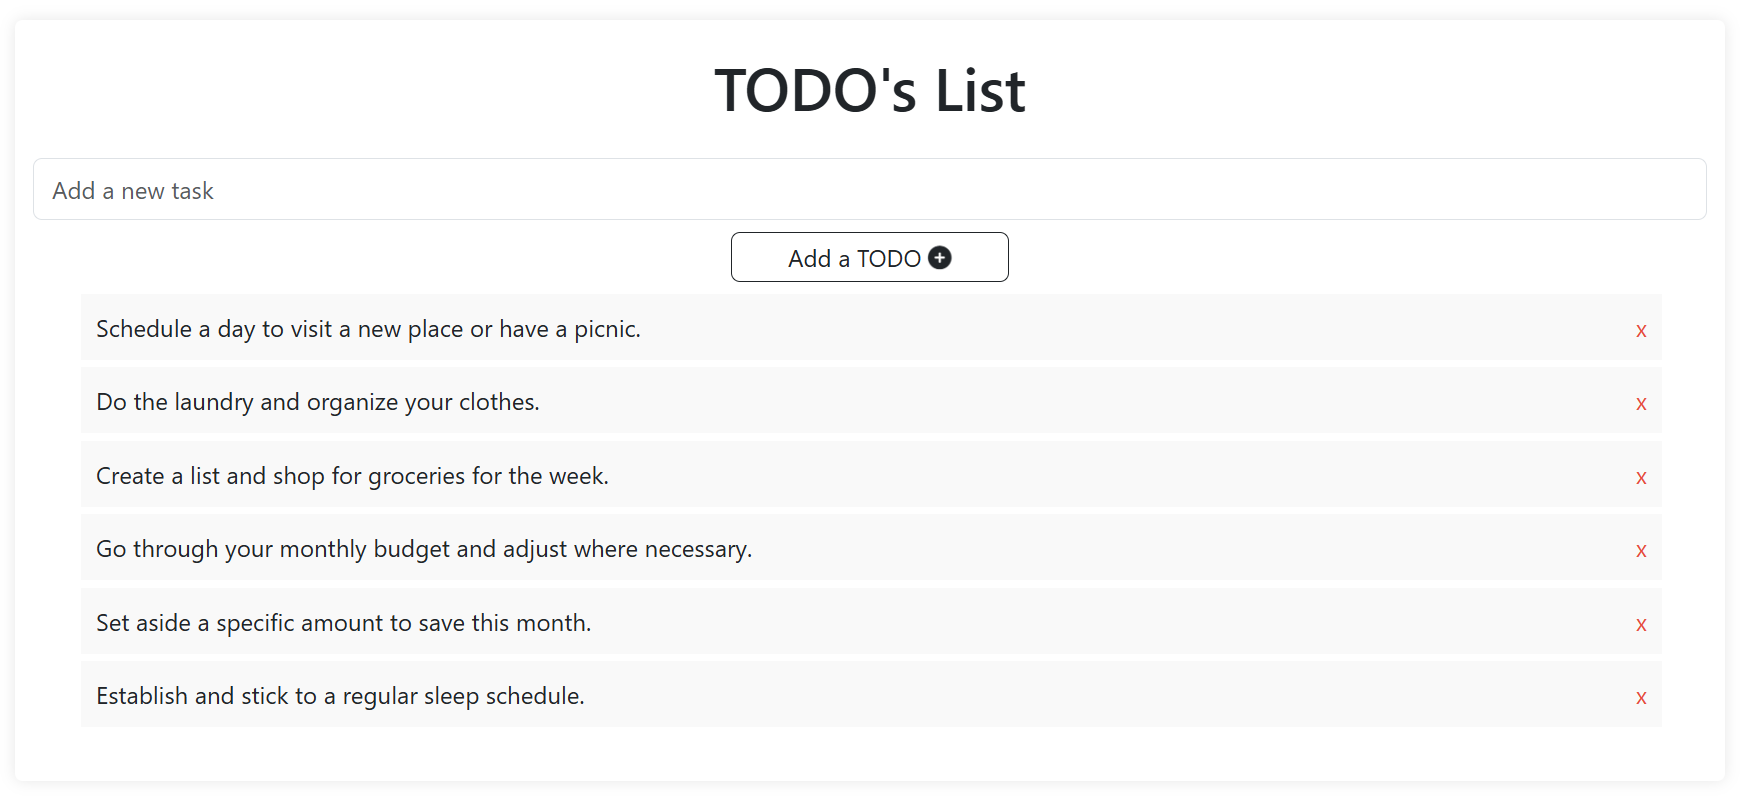 TODO's List
Add a new task
Add a TODO
Schedule a day to visit a new place or have a picnic. x
Do the laundry and organize your clothes. x
Create a list and shop for groceries for the week. x
Go through your monthly budget and adjust where necessary. x
Set aside a specific amount to save this month. x
Establish and stick to a regular sleep schedule. x